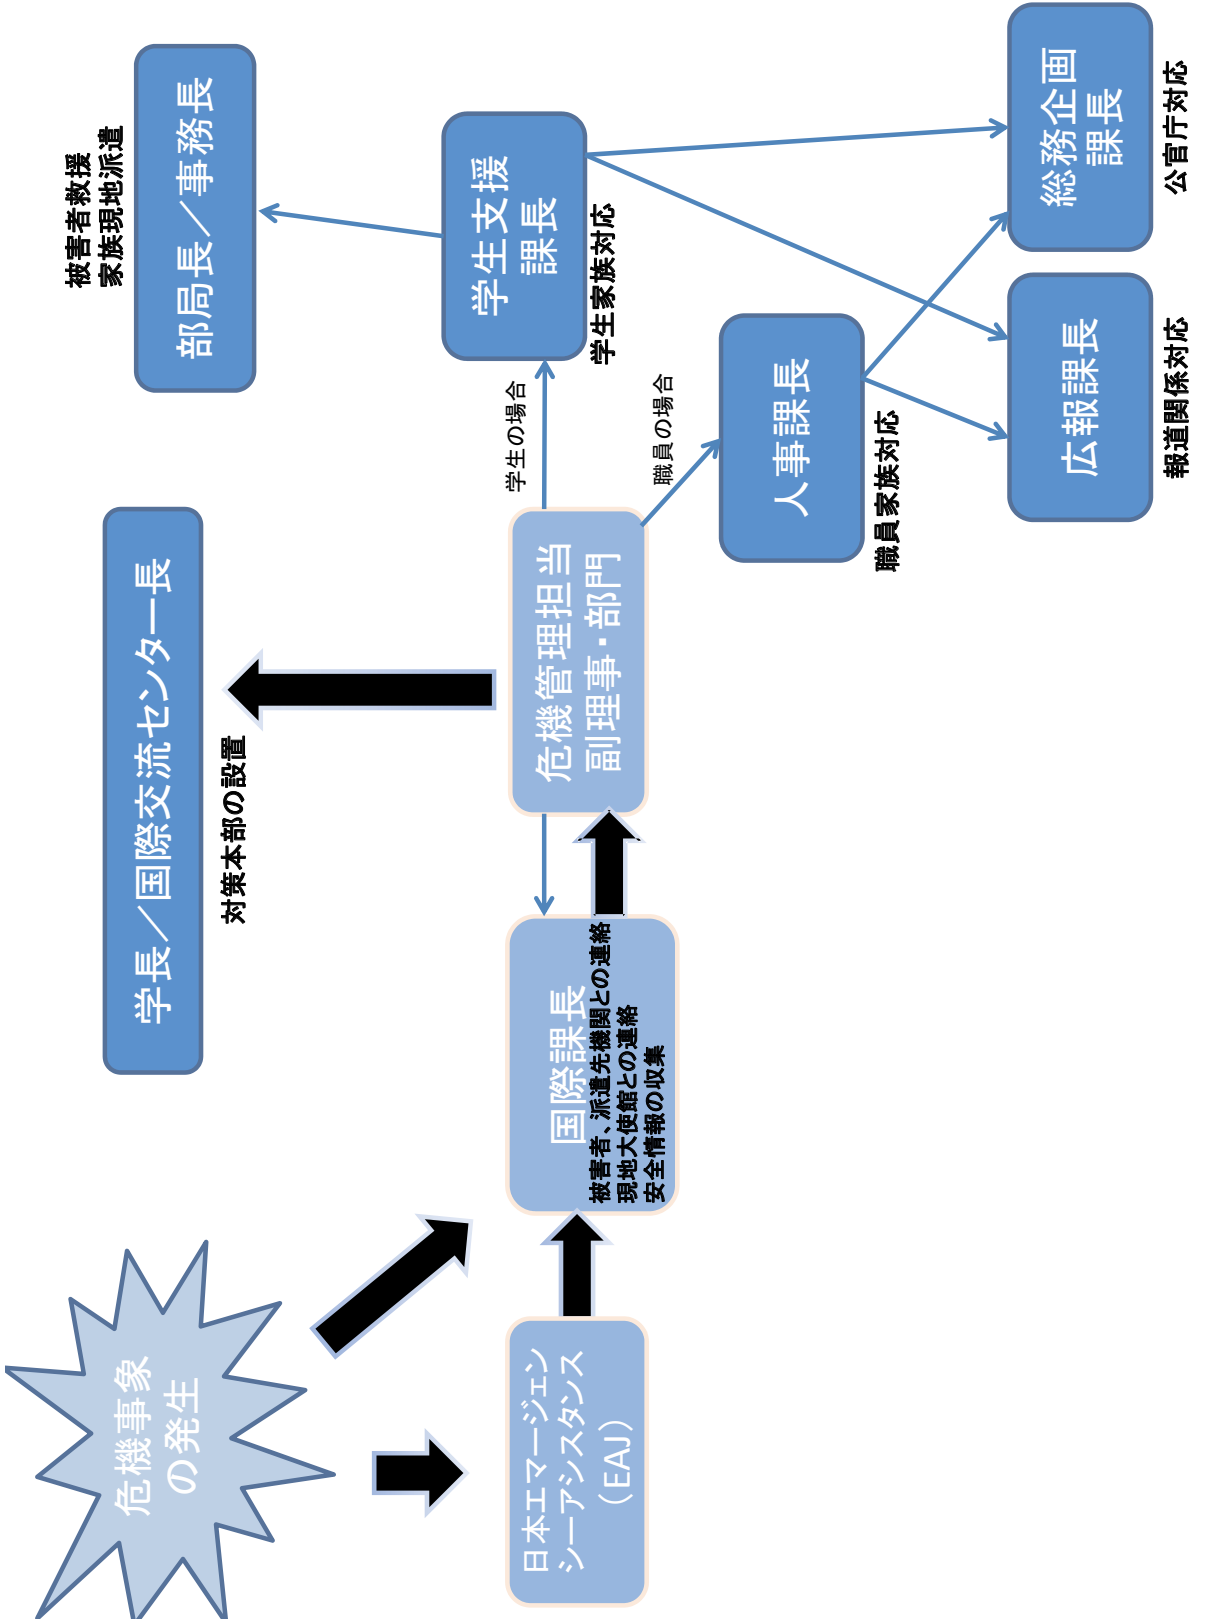 危機事象
の発生
日本エマージェン
シーアシスタンス
（EAJ）
国際課長
被害者、派遣先機関との連絡
現地大使館との連絡
安全情報の収集
学長／国際交流センター長
対策本部の設置
危機管理担当
副理事・部門
学生の場合
職員の場合
学生支援
課長
学生家族対応
被害者救援
家族現地派遣
部局長／事務長
人事課長
職員家族対応
広報課長
報道関係対応
総務企画
課長
公官庁対応